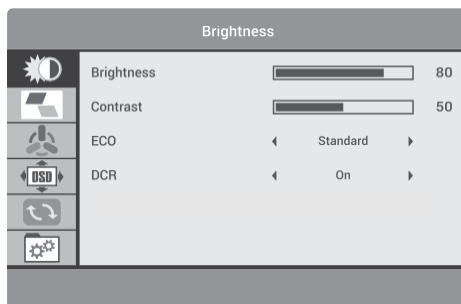 Brightness
Brightness 80
Contrast 50
ECO Standard
OSD
DCR On